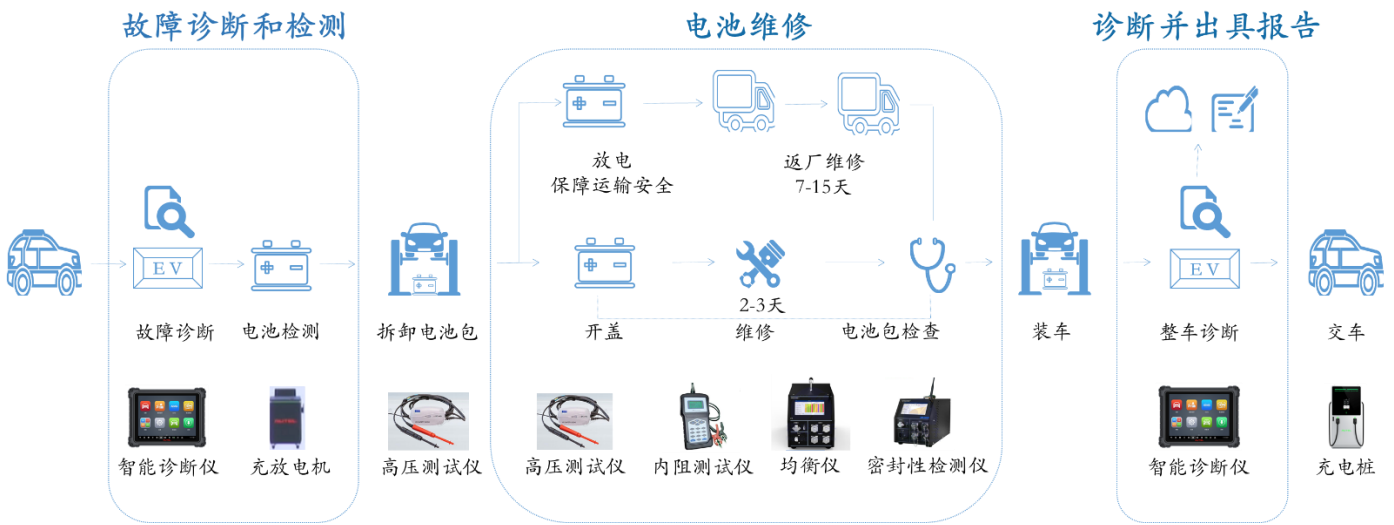 故障诊断和检测
电池维修
诊断并出具报告
放电
保障运输安全
返厂维修
7-15天
EV
EV
2-3天
故障诊断
电池检测
拆卸电池包
开盖
维修
电池包检查
装车
整车诊断
交车
智能诊断仪
充放电机
高压测试仪
高压测试仪
内阻测试仪
均衡仪
密封性检测仪
智能诊断仪
充电桩